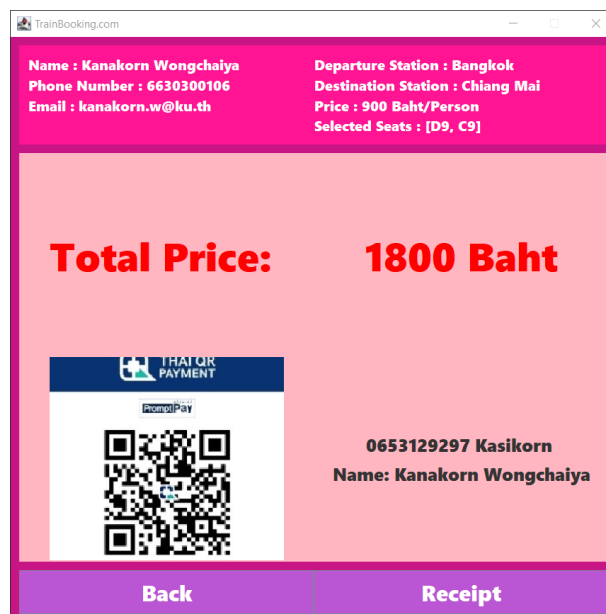 TrainBooking.com
Name : Kanakorn Wongchaiya
Phone Number : 6630300106
Email : kanakorn.w@ku.th
Departure Station : Bangkok
Destination Station : Chiang Mai
Price : 900 Baht/Person
Selected Seats : [D9, C9]
Total Price:
1800 Baht
THAI QR
PAYMENT
PromptPay
0653129297 Kasikorn
Name: Kanakorn Wongchaiya
Back
Receipt